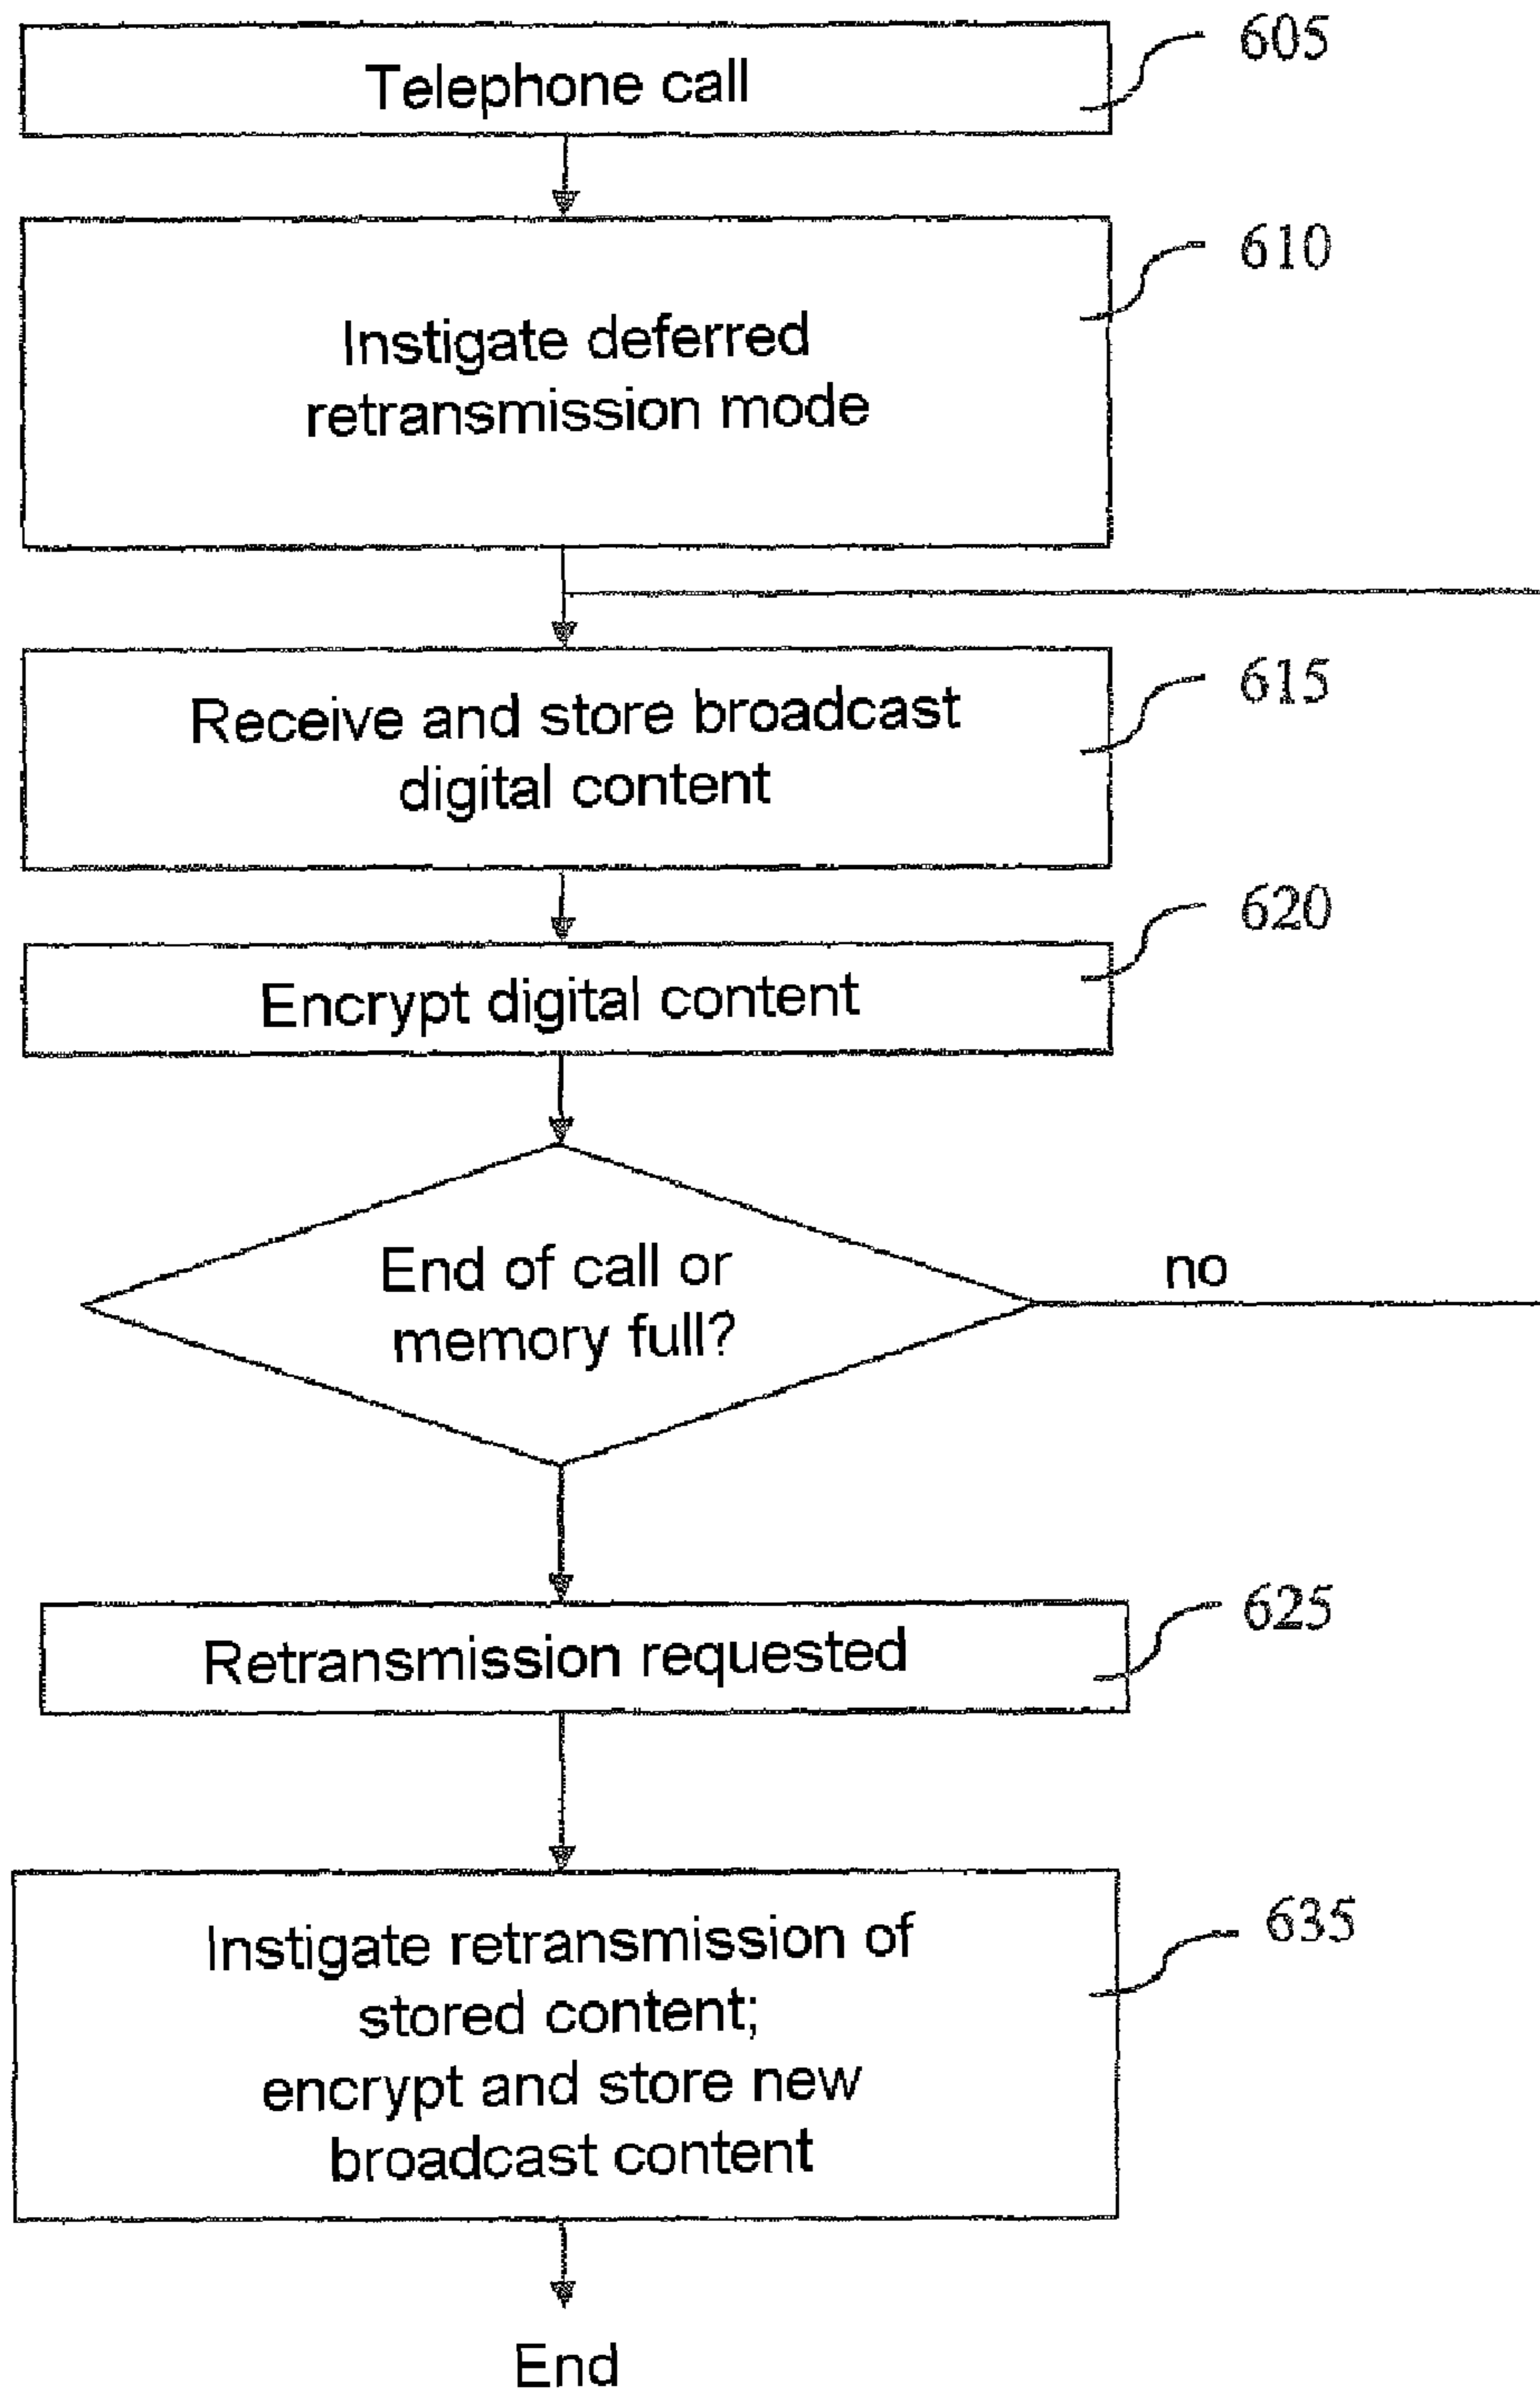 Telephone call
605
Instigate deferred
retransmission mode
610
Receive and store broadcast
digital content
615
Encrypt digital content
620
End of call or
memory full?
no
Retransmission requested
625
Instigate retransmission of
stored content;
encrypt and store new
broadcast content
635
End